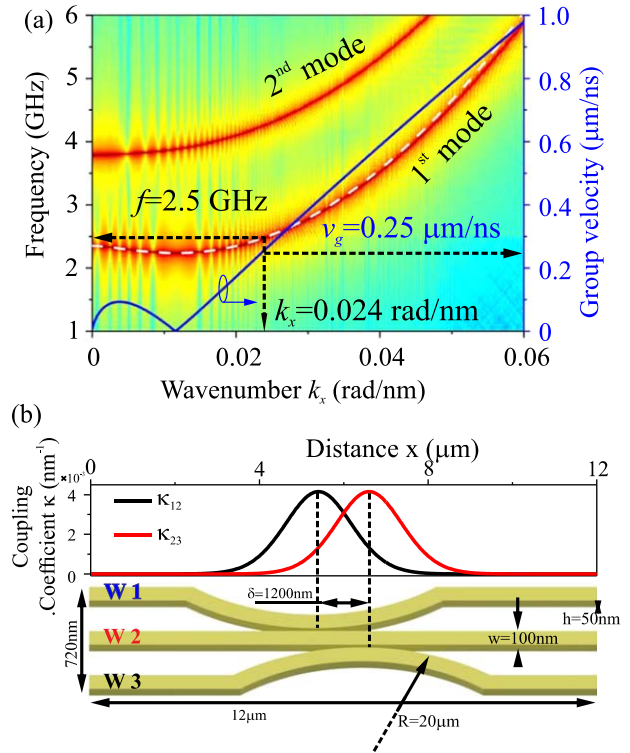 (a)
6
5
4
3
2
1
Frequency (GHz)
2nd mode
1st mode
f=2.5 GHz
vg=0.25 μm/ns
kx=0.024 rad/nm
1.0
0.8
0.6
0.4
0.2
0
Group velocity (μm/ns)
0 0.02 0.04 0.06
Wavenumber kx (rad/nm)
(b)
Distance x (μm)
0 4 8 12
4
2
0
Coupling
.Coefficient κ (nm-1)
κ12
κ23
δ=1200nm
W 1
W 2
W 3
720nm
h=50nm
w=100nm
12μm
R=20μm